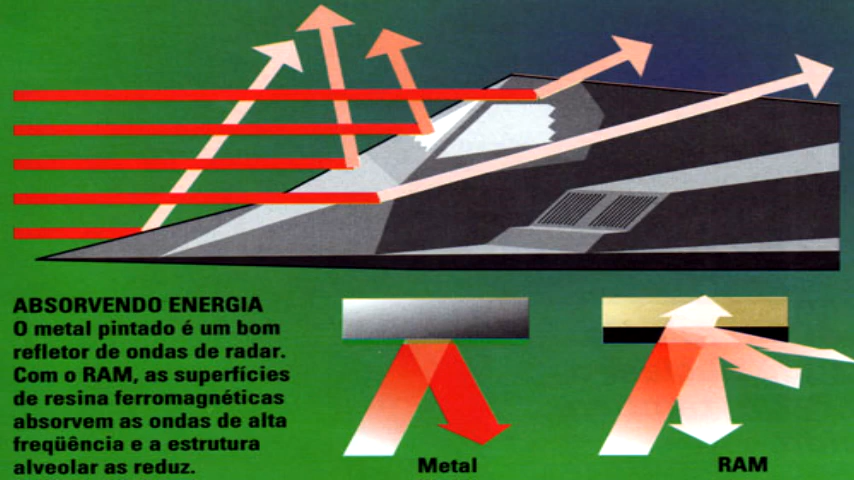 ABSORVENDO ENERGIA
O metal pintado é um bom
refletor de ondas de radar.
Com o RAM, as superfícies
de resina ferromagnéticas
absorvem as ondas de alta
freqüência e a estrutura
alveolar as reduz.
Metal
RAM